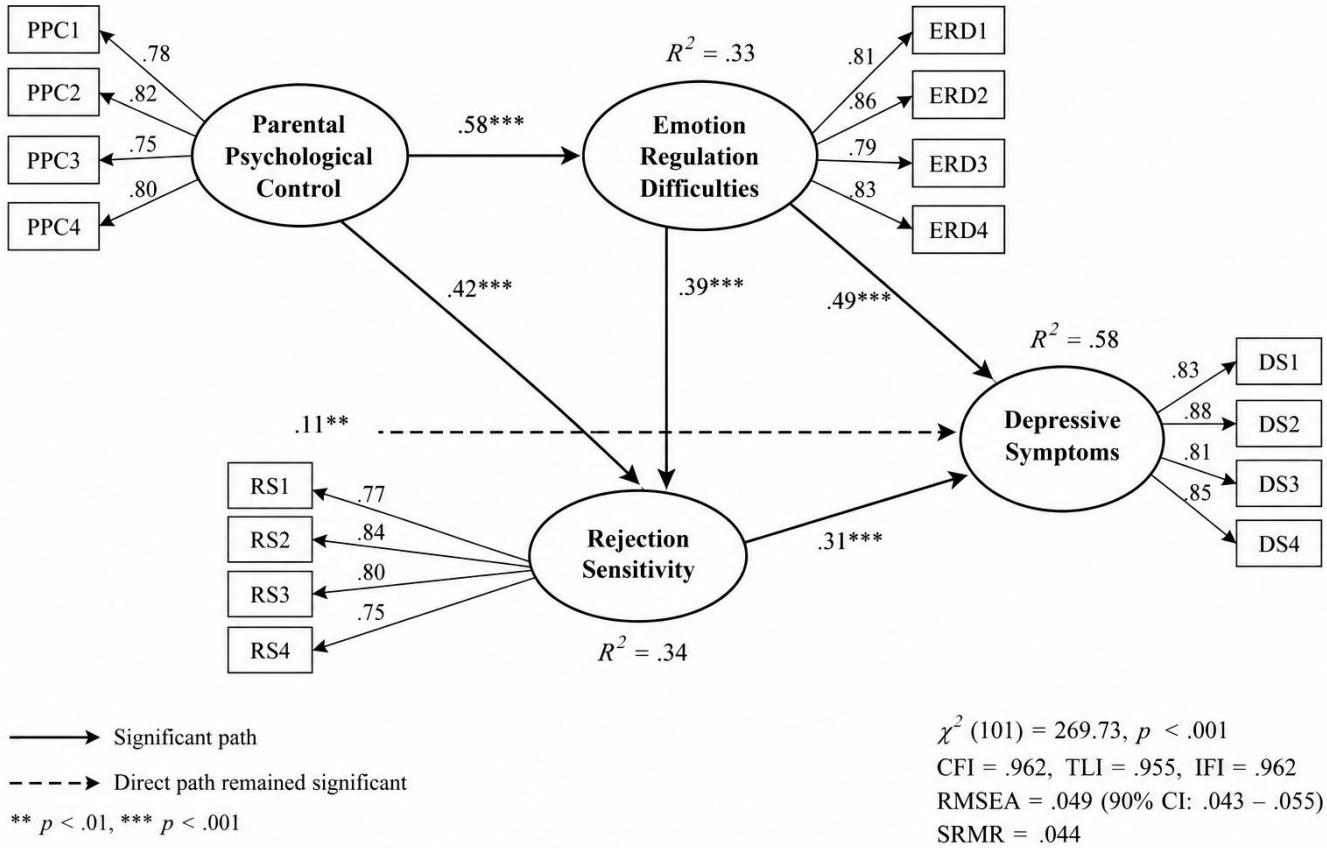 PPC1
PPC2
PPC3
PPC4
.78
.82
.75
.80
Parental
Psychological
Control
.58***
R² = .33
Emotion
Regulation
Difficulties
.81
.86
.79
.83
ERD1
ERD2
ERD3
ERD4
.42***
.39***
.49***
.11**
R² = .58
Depressive
Symptoms
.83
.88
.81
.85
DS1
DS2
DS3
DS4
RS1
RS2
RS3
RS4
.77
.84
.80
.75
Rejection
Sensitivity
.31***
R² = .34
Significant path
Direct path remained significant
** p < .01, *** p < .001
χ² (101) = 269.73, p < .001
CFI = .962, TLI = .955, IFI = .962
RMSEA = .049 (90% CI: .043 – .055)
SRMR = .044